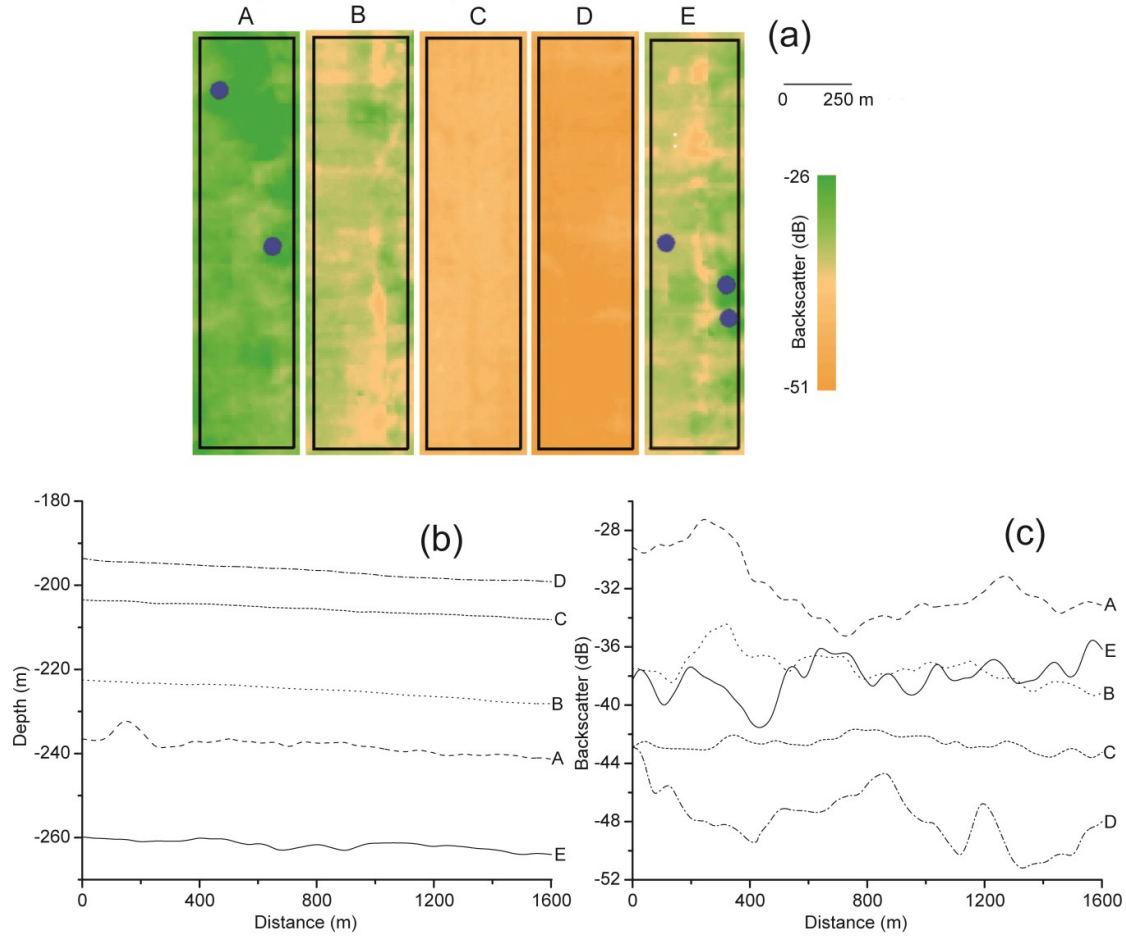 A B C D E
(a)
0 250 m
-26
Backscatter (dB)
-51
(b)
-180
-200
-220
-240
-260
Depth (m)
D
C
B
A
E
0 400 800 1200 1600
Distance (m)
(c)
-28
-32
-36
-40
-44
-48
-52
Backscatter (dB)
A
E
B
C
D
0 400 800 1200 1600
Distance (m)